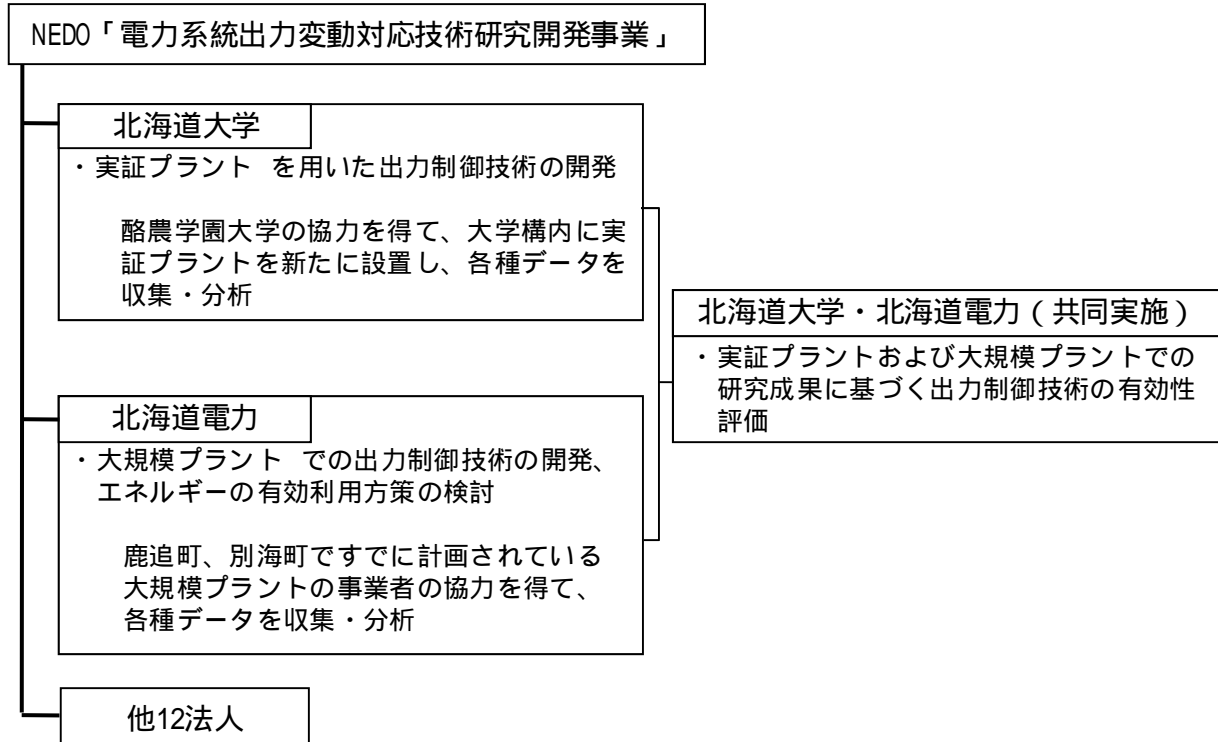 NEDO「電力系統出力変動対応技術研究開発事業」
北海道大学
・実証プラント を用いた出力制御技術の開発
酪農学園大学の協力を得て、大学構内に実
証プラントを新たに設置し、各種データを
収集・分析
北海道電力
・大規模プラント での出力制御技術の開発、
エネルギーの有効利用方策の検討
鹿追町、別海町ですでに計画されている
大規模プラントの事業者の協力を得て、
各種データを収集・分析
他12法人
北海道大学・北海道電力（共同実施）
・実証プラントおよび大規模プラントでの
研究成果に基づく出力制御技術の有効性
評価